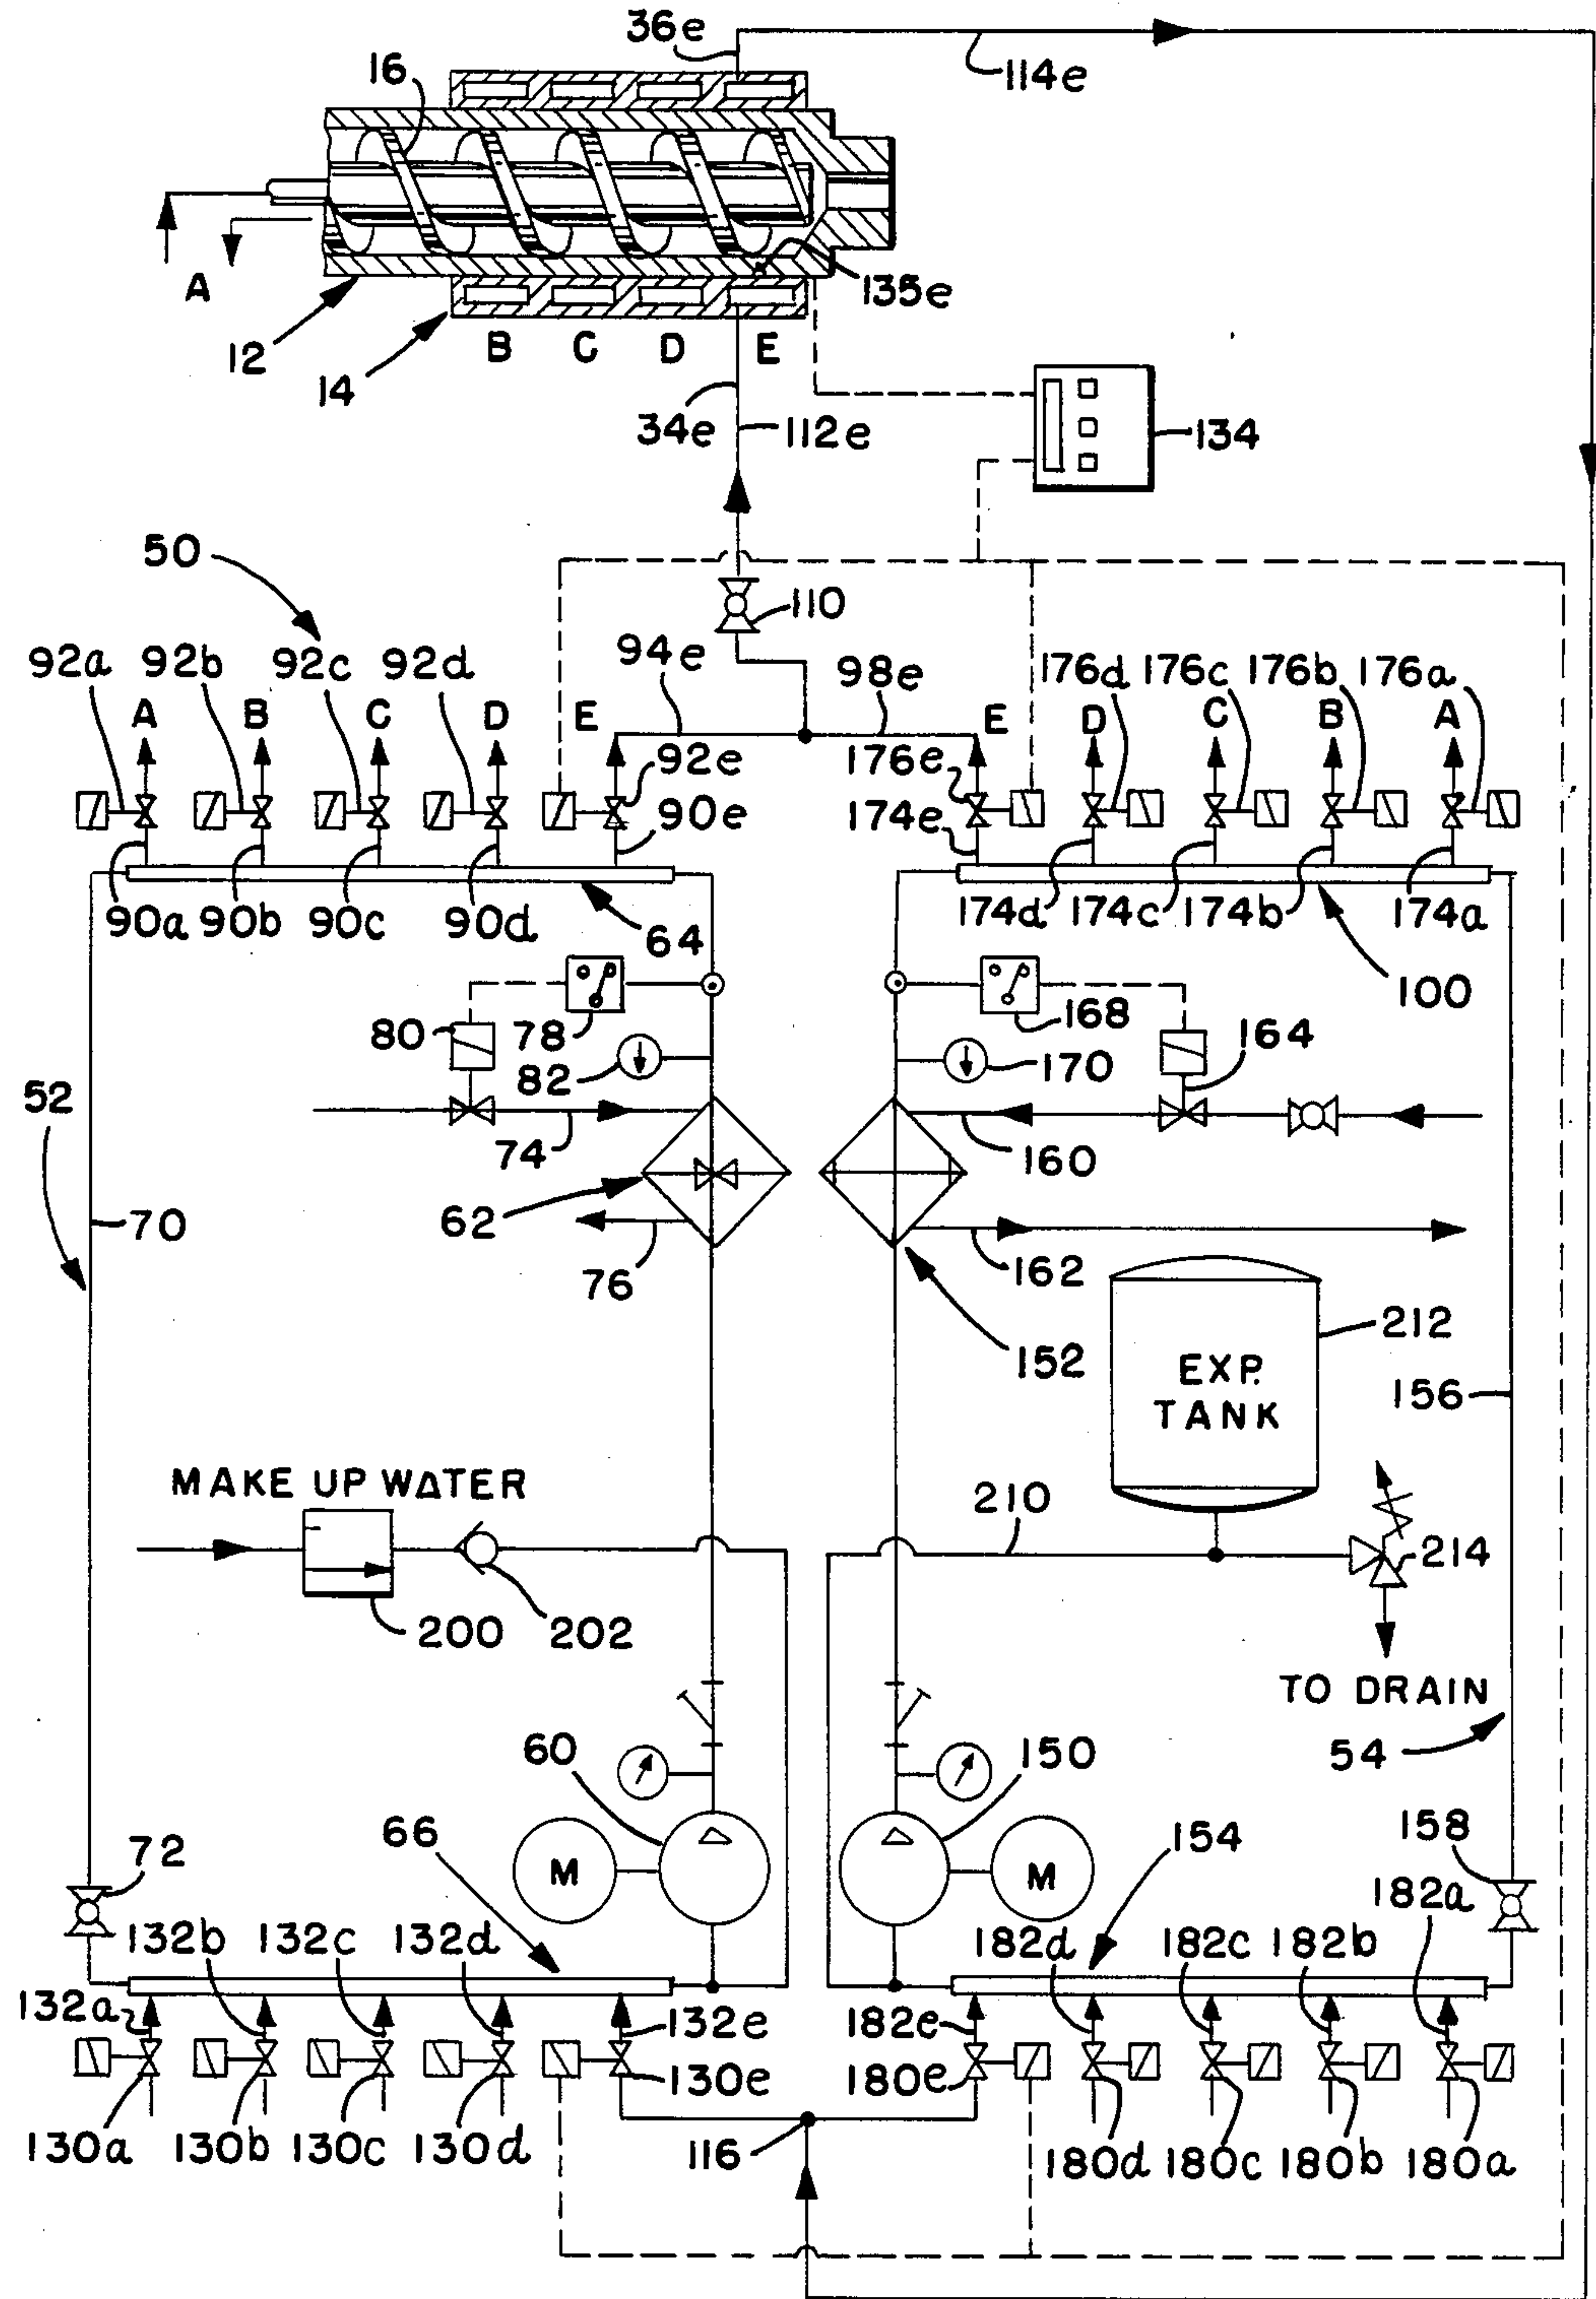 36e
114e
16
A
135e
12
14
B C D E
34e
112e
134
50
110
94e
98e
92a 92b 92c 92d
176d 176c 176b 176a
A B C D E
E D C B A
92e
176e
90e
174e
90a 90b 90c 90d
64
174d 174c 174b 174a
100
80
78
82
168
164
170
52
74
160
62
70
76
162
152
212
EXP.
TANK
156
MAKE UP WATER
210
214
200
202
TO DRAIN
54
60
150
66
154
158
72
M
M
182a
132b 132c 132d
182d 182c 182b
132a
132e
182e
130e
180e
130a 130b 130c 130d
116
180d 180c 180b 180a